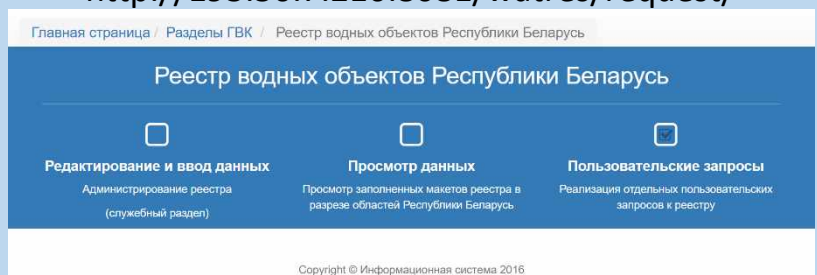 Главная страница / Разделы ГВК / Реестр водных объектов Республики Беларусь
Реестр водных объектов Республики Беларусь
Редактирование и ввод данных
Администрирование реестра
(служебный раздел)
Просмотр данных
Просмотр заполненных макетов реестра в
разрезе областей Республики Беларусь
Пользовательские запросы
Реализация отдельных пользовательских
запросов к реестру
Copyright © Информационная система 2016